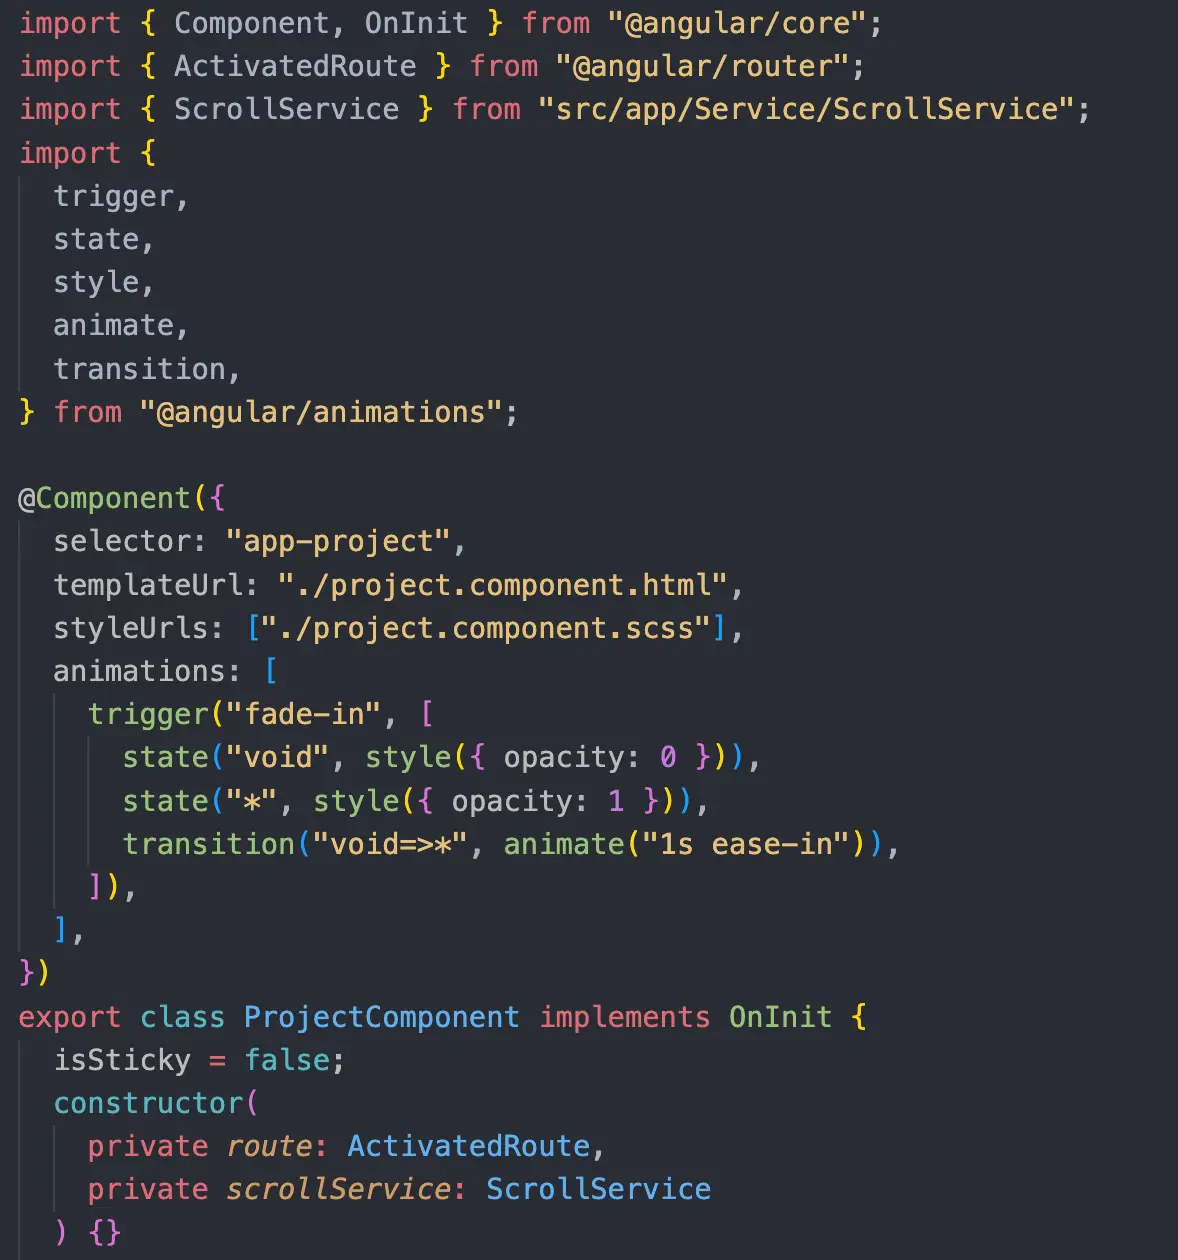 import { Component, OnInit } from "@angular/core";
import { ActivatedRoute } from "@angular/router";
import { ScrollService } from "src/app/Service/ScrollService";
import {
  trigger,
  state,
  style,
  animate,
  transition,
} from "@angular/animations";

@Component({
  selector: "app-project",
  templateUrl: "./project.component.html",
  styleUrls: ["./project.component.scss"],
  animations: [
    trigger("fade-in", [
      state("void", style({ opacity: 0 })),
      state("*", style({ opacity: 1 })),
      transition("void=>*", animate("1s ease-in")),
    ]),
  ],
})
export class ProjectComponent implements OnInit {
  isSticky = false;
  constructor(
    private route: ActivatedRoute,
    private scrollService: ScrollService
  ) {}